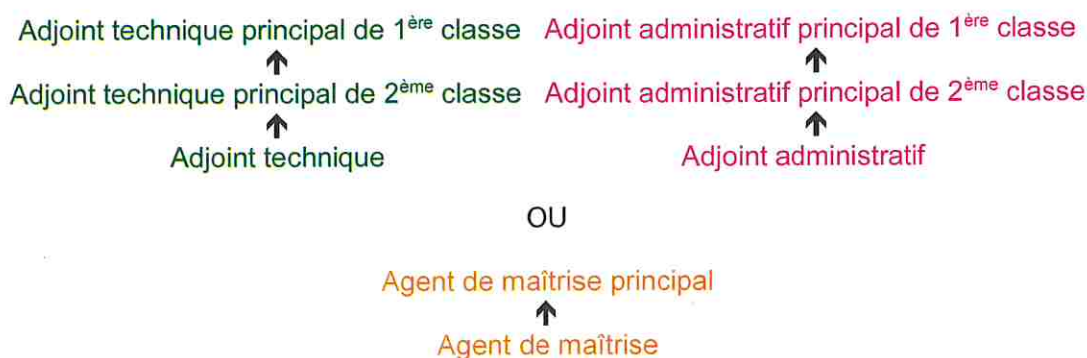 Adjoint technique principal de 1ère classe Adjoint administratif principal de 1ère classe
Adjoint technique principal de 2ème classe Adjoint administratif principal de 2ème classe
Adjoint technique Adjoint administratif
OU
Agent de maîtrise principal
Agent de maîtrise